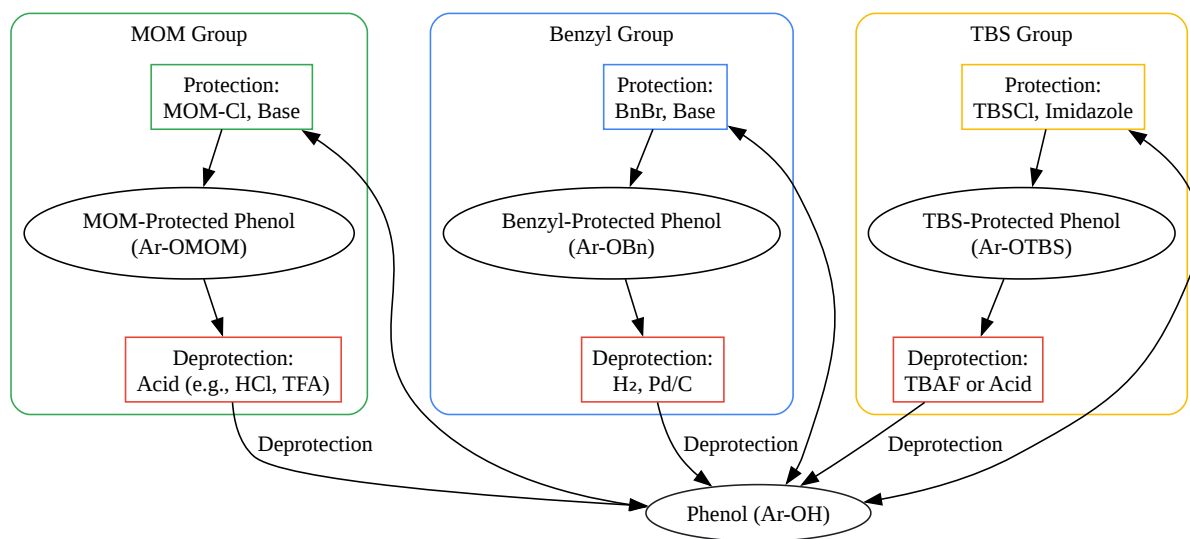 MOM Group
Protection:
MOM-Cl, Base
MOM-Protected Phenol
(Ar-OMOM)
Deprotection:
Acid (e.g., HCl, TFA)
Deprotection
Benzyl Group
Protection:
BnBr, Base
Benzyl-Protected Phenol
(Ar-OBn)
Deprotection:
H₂, Pd/C
Deprotection
TBS Group
Protection:
TBSCl, Imidazole
TBS-Protected Phenol
(Ar-OTBS)
Deprotection:
TBAF or Acid
Deprotection
Phenol (Ar-OH)